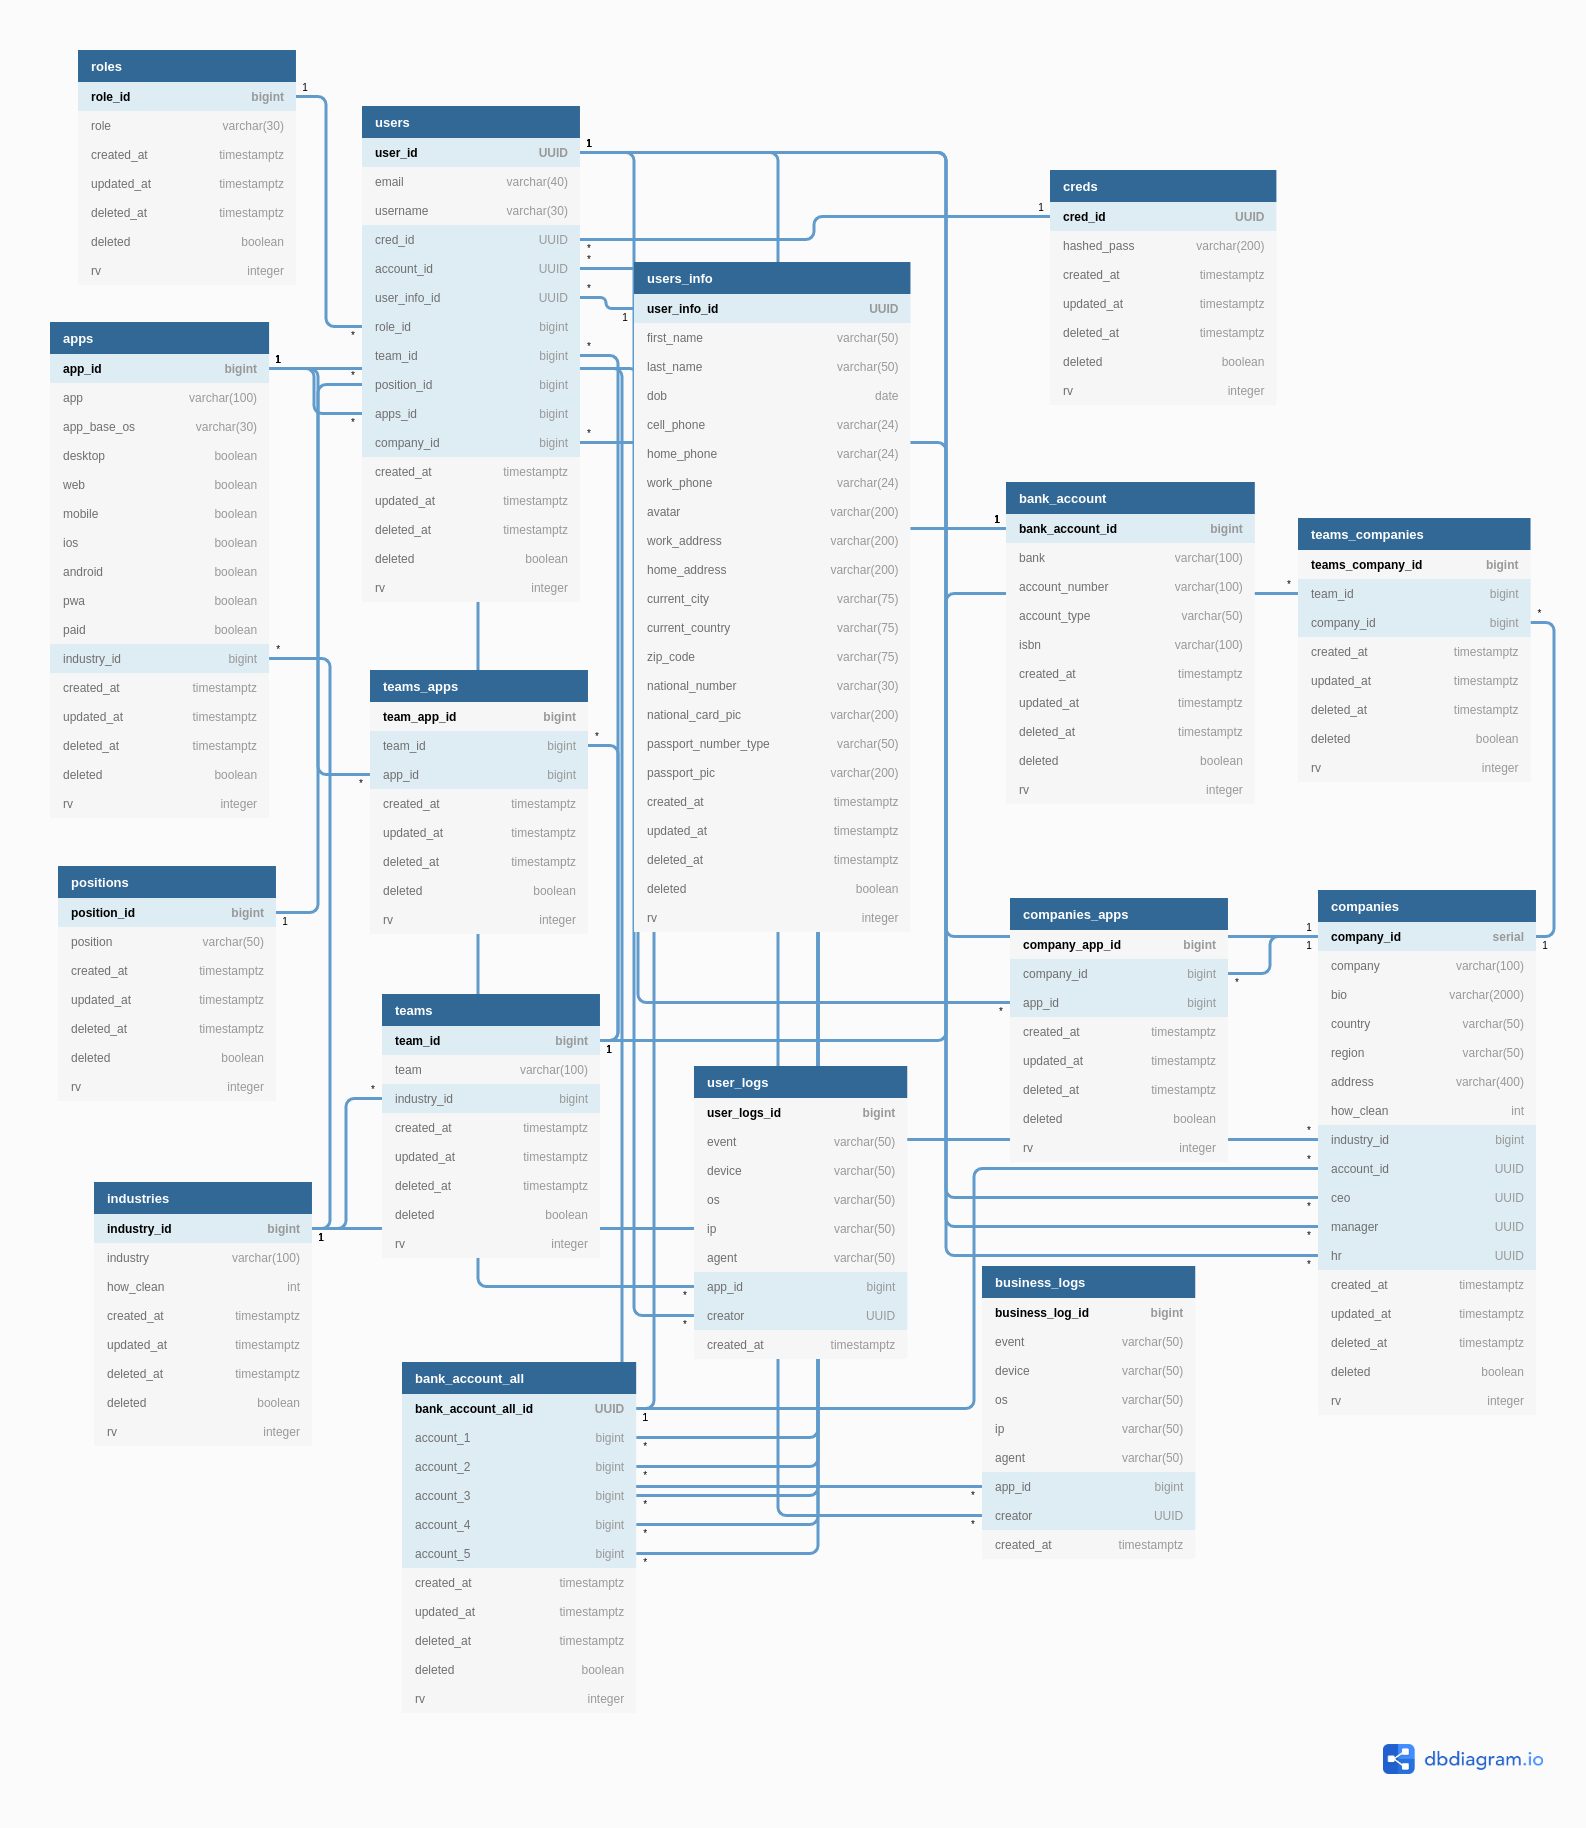 roles
role_id bigint
role varchar(30)
created_at timestamptz
updated_at timestamptz
deleted_at timestamptz
deleted boolean
rv integer
users
user_id UUID
email varchar(40)
username varchar(30)
cred_id UUID
account_id UUID
user_info_id UUID
role_id bigint
team_id bigint
position_id bigint
apps_id bigint
company_id bigint
created_at timestamptz
updated_at timestamptz
deleted_at timestamptz
deleted boolean
rv integer
creds
cred_id UUID
hashed_pass varchar(200)
created_at timestamptz
updated_at timestamptz
deleted_at timestamptz
deleted boolean
rv integer
users_info
user_info_id UUID
first_name varchar(50)
last_name varchar(50)
dob date
cell_phone varchar(24)
home_phone varchar(24)
work_phone varchar(24)
avatar varchar(200)
work_address varchar(200)
home_address varchar(200)
current_city varchar(75)
current_country varchar(75)
zip_code varchar(75)
national_number varchar(30)
national_card_pic varchar(200)
passport_number_type varchar(50)
passport_pic varchar(200)
created_at timestamptz
updated_at timestamptz
deleted_at timestamptz
deleted boolean
rv integer
apps
app_id bigint
app varchar(100)
app_base_os varchar(30)
desktop boolean
web boolean
mobile boolean
ios boolean
android boolean
pwa boolean
paid boolean
industry_id bigint
created_at timestamptz
updated_at timestamptz
deleted_at timestamptz
deleted boolean
rv integer
bank_account
bank_account_id bigint
bank varchar(100)
account_number varchar(100)
account_type varchar(50)
isbn varchar(100)
created_at timestamptz
updated_at timestamptz
deleted_at timestamptz
deleted boolean
rv integer
teams_companies
teams_company_id bigint
team_id bigint
company_id bigint
created_at timestamptz
updated_at timestamptz
deleted_at timestamptz
deleted boolean
rv integer
teams_apps
team_app_id bigint
team_id bigint
app_id bigint
created_at timestamptz
updated_at timestamptz
deleted_at timestamptz
deleted boolean
rv integer
positions
position_id bigint
position varchar(50)
created_at timestamptz
updated_at timestamptz
deleted_at timestamptz
deleted boolean
rv integer
companies_apps
company_app_id bigint
company_id bigint
app_id bigint
created_at timestamptz
updated_at timestamptz
deleted_at timestamptz
deleted boolean
rv integer
companies
company_id serial
company varchar(100)
bio varchar(2000)
country varchar(50)
region varchar(50)
address varchar(400)
how_clean int
industry_id bigint
account_id UUID
ceo UUID
manager UUID
hr UUID
created_at timestamptz
updated_at timestamptz
deleted_at timestamptz
deleted boolean
rv integer
teams
team_id bigint
team varchar(100)
industry_id bigint
created_at timestamptz
updated_at timestamptz
deleted_at timestamptz
deleted boolean
rv integer
user_logs
user_logs_id bigint
event varchar(50)
device varchar(50)
os varchar(50)
ip varchar(50)
agent varchar(50)
app_id bigint
creator UUID
created_at timestamptz
industries
industry_id bigint
industry varchar(100)
how_clean int
created_at timestamptz
updated_at timestamptz
deleted_at timestamptz
deleted boolean
rv integer
business_logs
business_log_id bigint
event varchar(50)
device varchar(50)
os varchar(50)
ip varchar(50)
agent varchar(50)
app_id bigint
creator UUID
created_at timestamptz
bank_account_all
bank_account_all_id UUID
account_1 bigint
account_2 bigint
account_3 bigint
account_4 bigint
account_5 bigint
created_at timestamptz
updated_at timestamptz
deleted_at timestamptz
deleted boolean
rv integer
dbdiagram.io